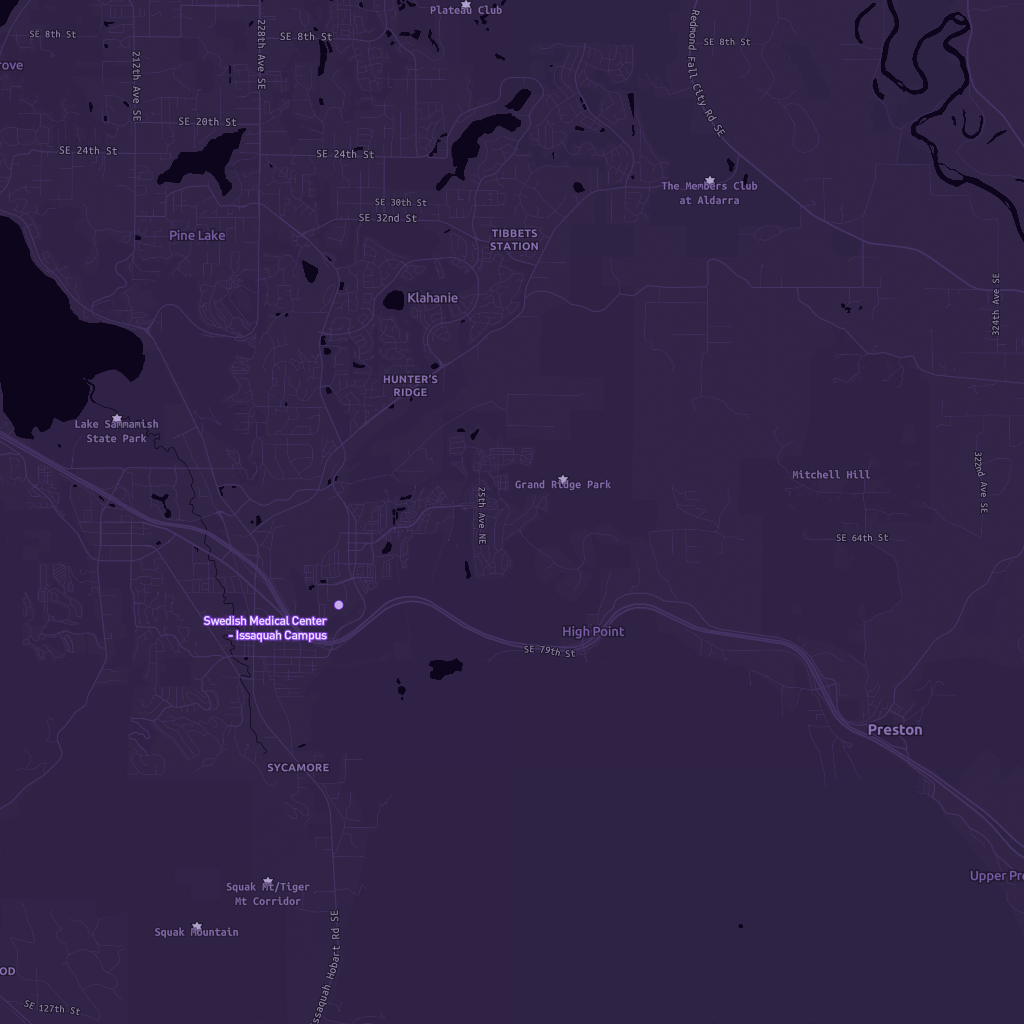 Plateau Club
SE 8th St
228th Ave SE
SE 8th St
Redmond Fall City Rd SE
SE 8th St
212th Ave SE
rove
SE 20th St
SE 24th St
SE 24th St
The Members Club
at Aldarra
SE 30th St
SE 32nd St
Pine Lake
TIBBETS
STATION
Klahanie
324th Ave SE
HUNTER'S
RIDGE
Lake Sammamish
State Park
Grand Ridge Park
Mitchell Hill
322nd Ave SE
25th Ave NE
SE 64th St
Swedish Medical Center
- Issaquah Campus
High Point
SE 79th St
Preston
SYCAMORE
Upper Pre
Squak Mt/Tiger
Mt Corridor
Squak Mountain
Issaquah Hobart Rd SE
OD
SE 127th St